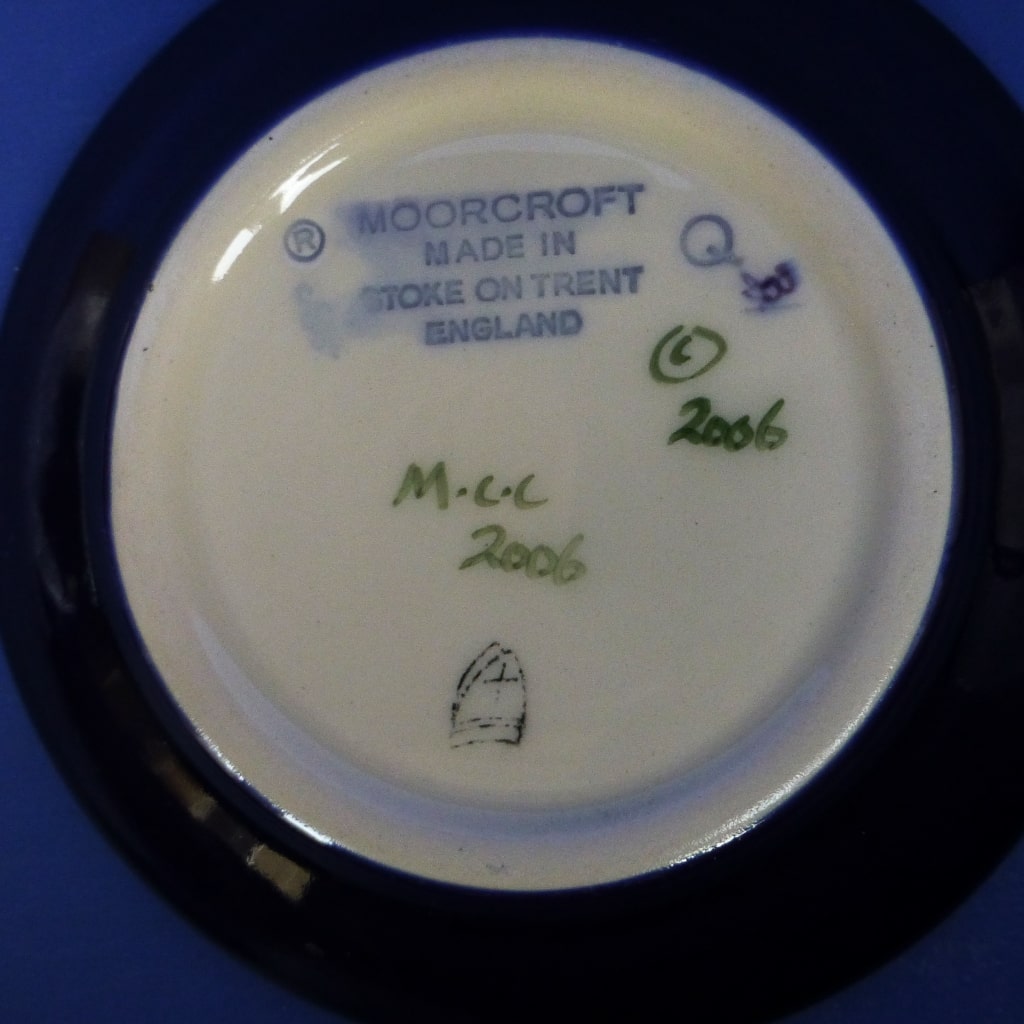 ® MOORCROFT
MADE IN
STOKE ON TRENT
ENGLAND
Q
©
2006
M.C.C
2006